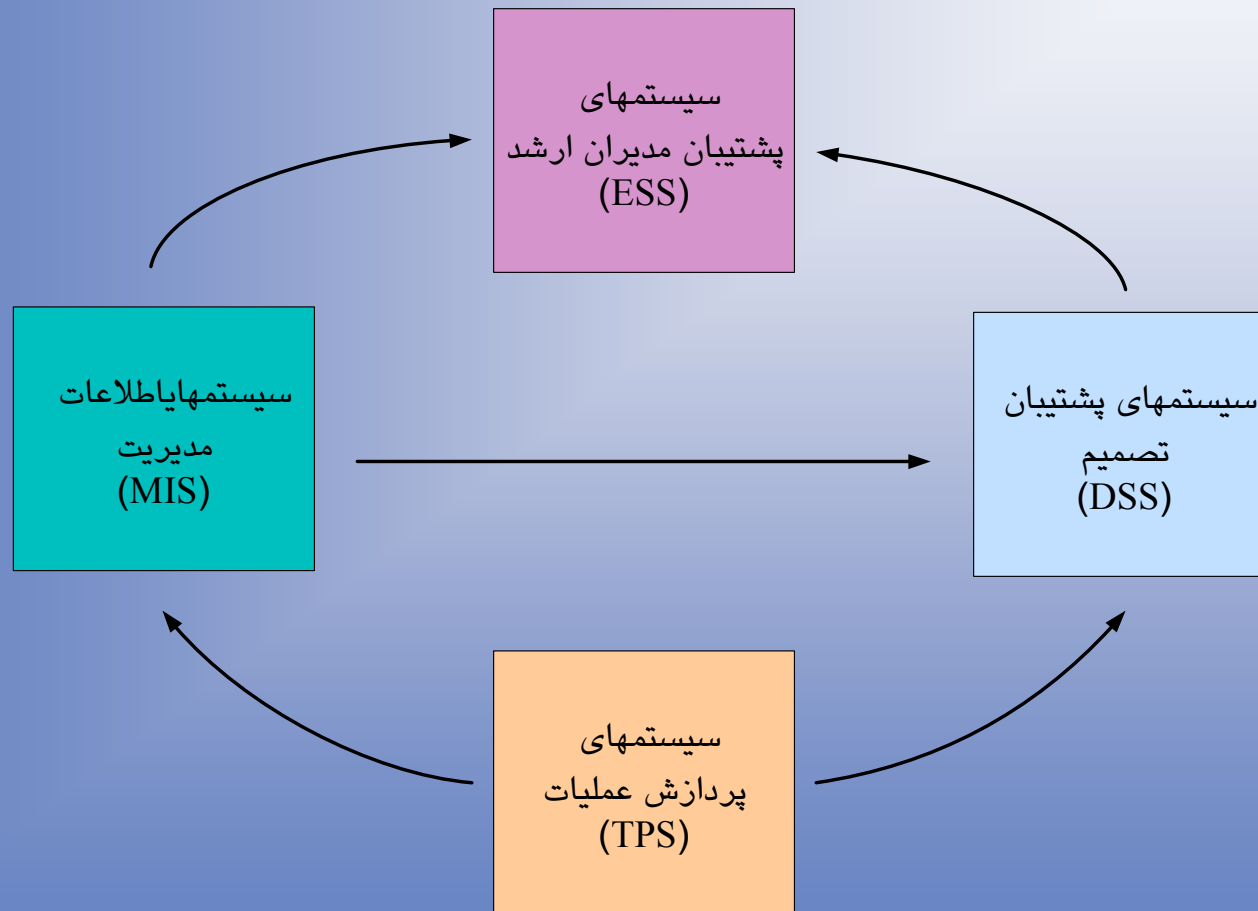 سیستمهای
پشتیبان مدیران ارشد
(ESS)
سیستمهایاطلاعات
مدیریت
(MIS)
سیستمهای پشتیبان
تصمیم
(DSS)
سیستمهای
پردازش عملیات
(TPS)